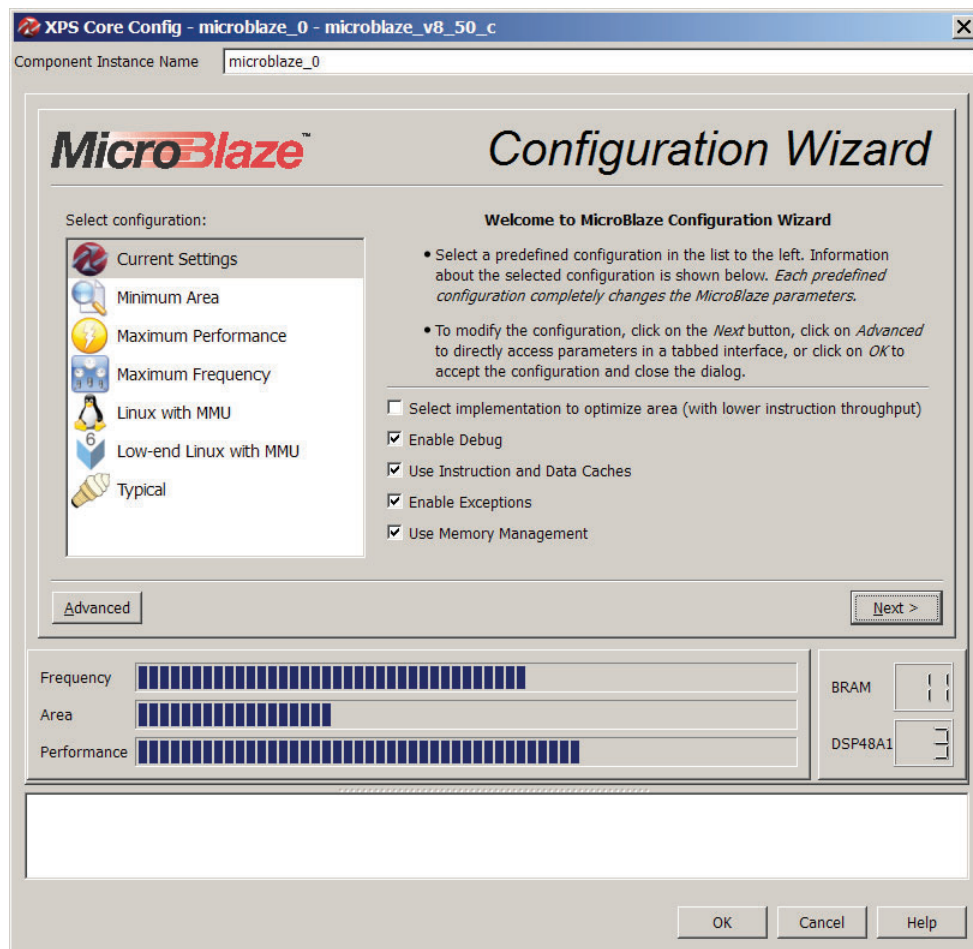 XPS Core Config - microblaze_0 - microblaze_v8_50_c
Component Instance Name microblaze_0
MicroBlaze™
Configuration Wizard
Select configuration:
Current Settings
Minimum Area
Maximum Performance
Maximum Frequency
Linux with MMU
6
Low-end Linux with MMU
Typical
Welcome to MicroBlaze Configuration Wizard
• Select a predefined configuration in the list to the left. Information
about the selected configuration is shown below. Each predefined
configuration completely changes the MicroBlaze parameters.
• To modify the configuration, click on the Next button, click on Advanced
to directly access parameters in a tabbed interface, or click on OK to
accept the configuration and close the dialog.
Select implementation to optimize area (with lower instruction throughput)
Enable Debug
Use Instruction and Data Caches
Enable Exceptions
Use Memory Management
Advanced
Next >
Frequency
Area
Performance
BRAM 11
DSP48A1 3
OK
Cancel
Help